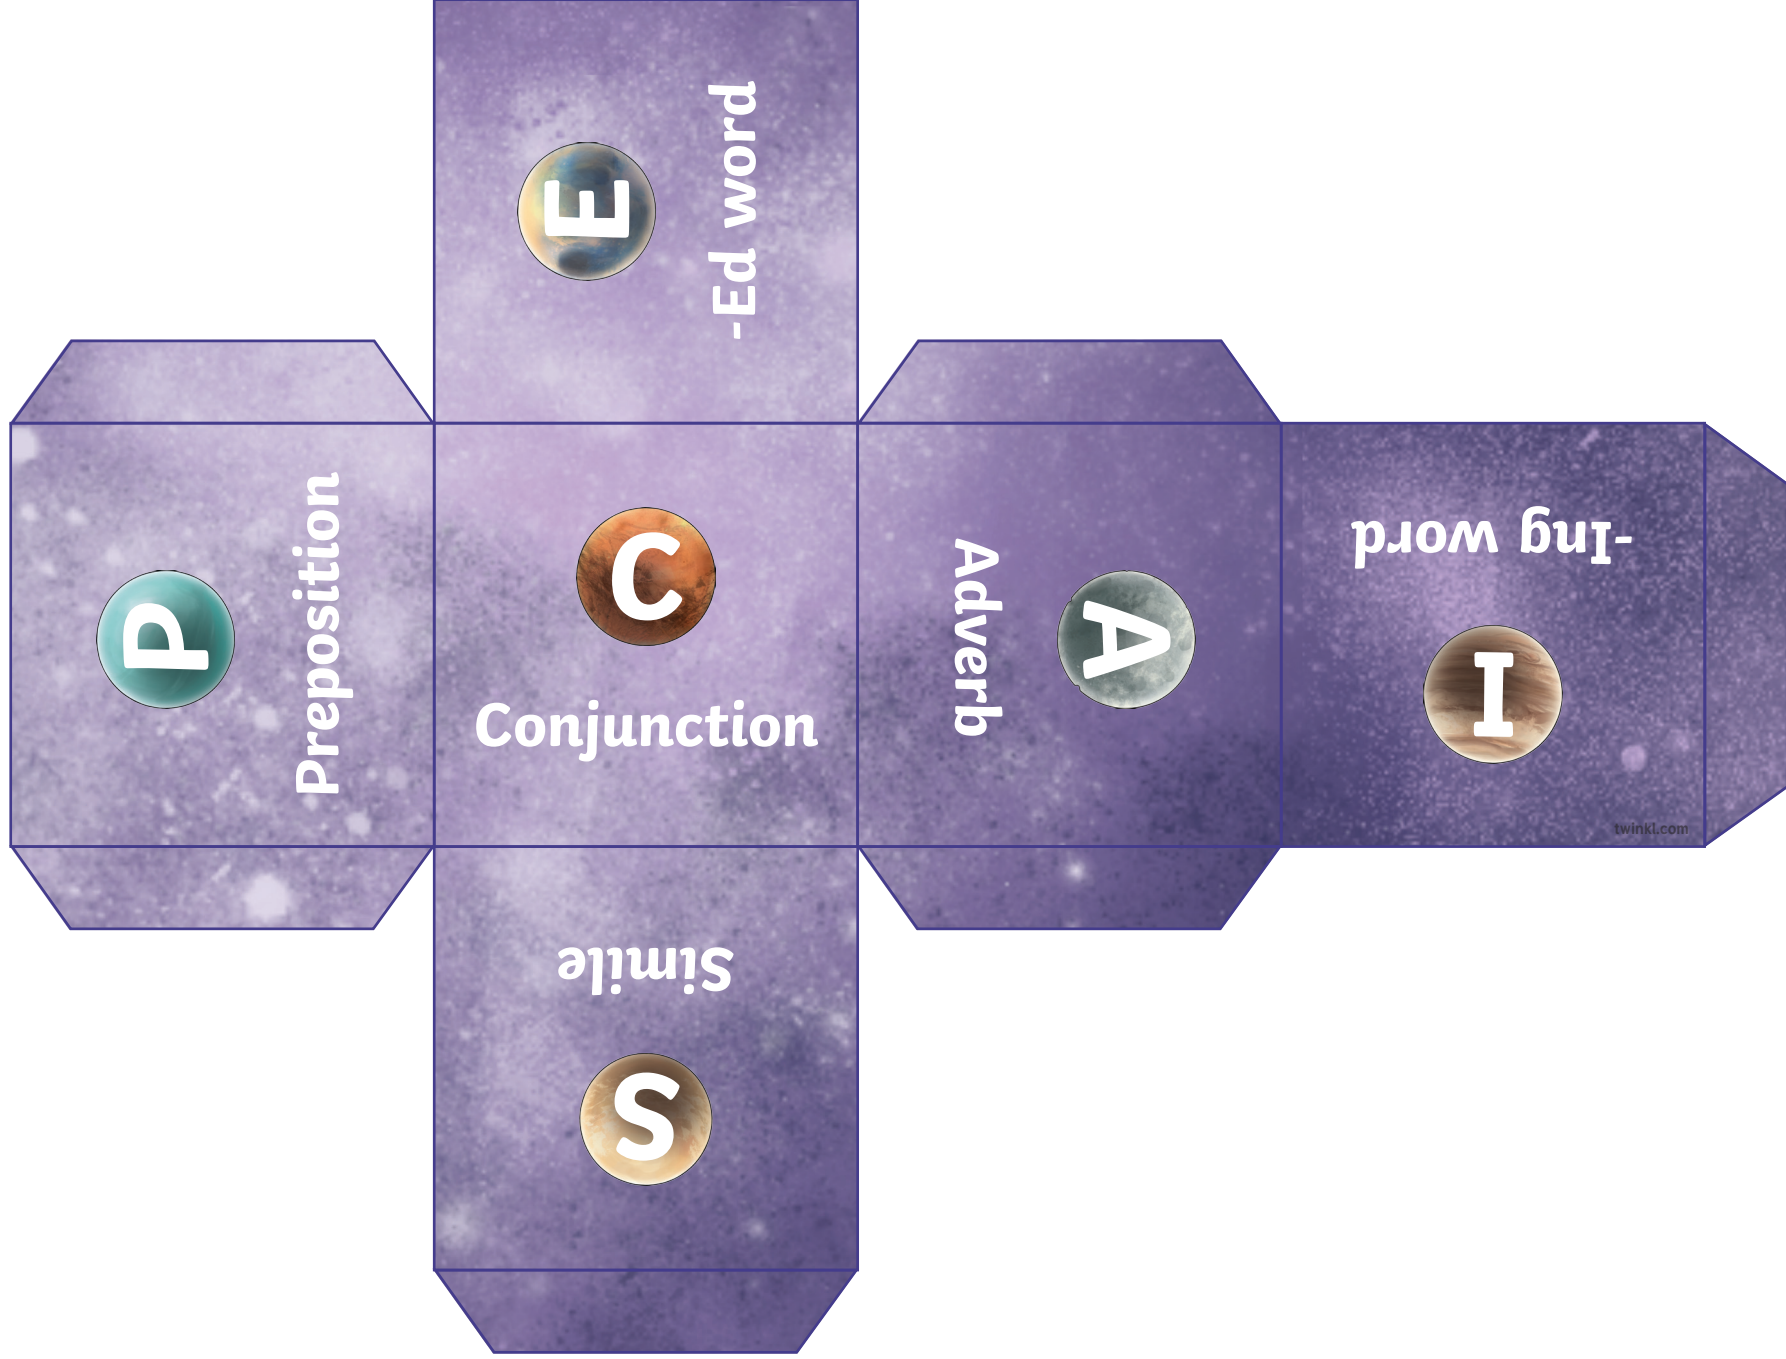 E
-Ed word
P
Preposition
C
Conjunction
A
Adverb
I
-Ing word
S
Simile
twinkl.com